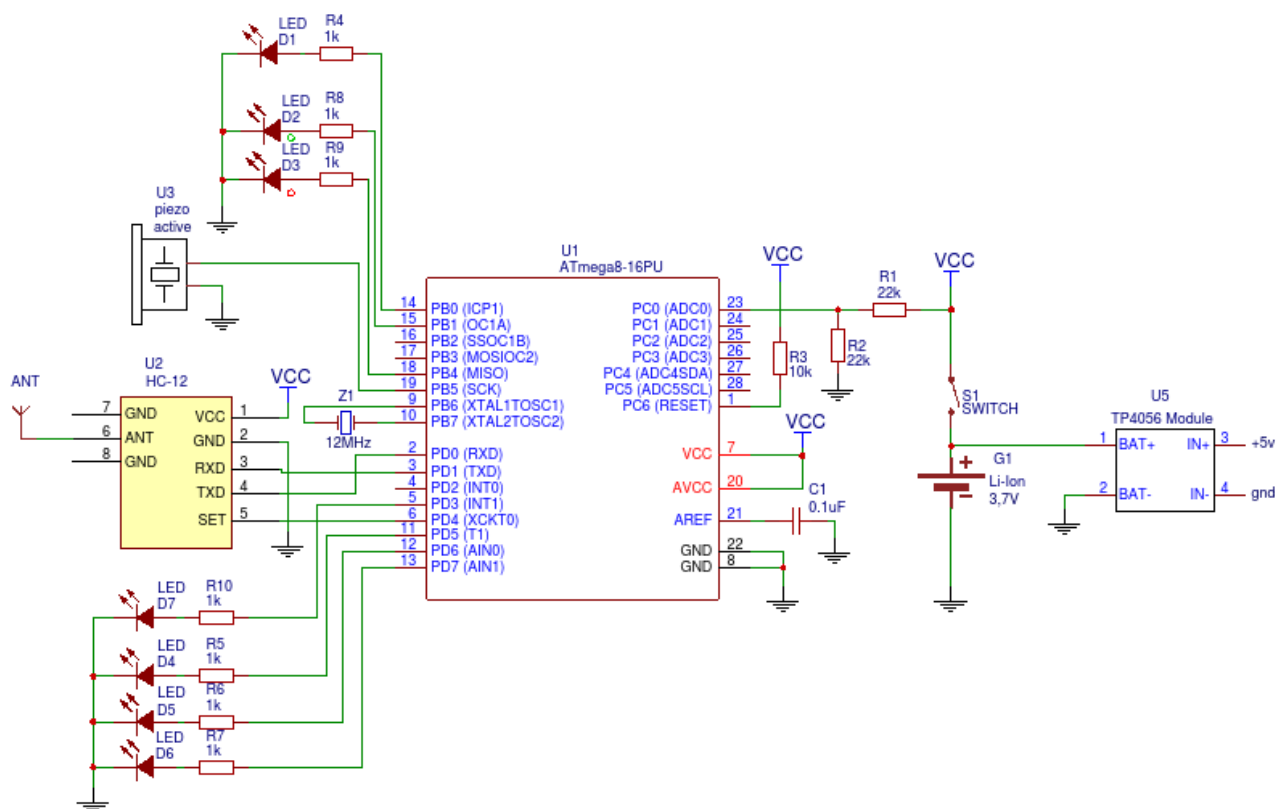 LED
D1
R4
1k
LED
D2
R8
1k
LED
D3
R9
1k
U3
piezo
active
U1
ATmega8-16PU
14 PB0 (ICP1)
15 PB1 (OC1A)
16 PB2 (SSOC1B)
17 PB3 (MOSIOC2)
18 PB4 (MISO)
19 PB5 (SCK)
9 PB6 (XTAL1TOSC1)
10 PB7 (XTAL2TOSC2)
2 PD0 (RXD)
3 PD1 (TXD)
4 PD2 (INT0)
5 PD3 (INT1)
6 PD4 (XCKT0)
11 PD5 (T1)
12 PD6 (AIN0)
13 PD7 (AIN1)
PC0 (ADC0) 23
PC1 (ADC1) 24
PC2 (ADC2) 25
PC3 (ADC3) 26
PC4 (ADC4SDA) 27
PC5 (ADC5SCL) 28
PC6 (RESET) 1
VCC 7
AVCC 20
AREF 21
GND 22
GND 8
VCC
R3
10k
R2
22k
R1
22k
VCC
S1
SWITCH
VCC
C1
0.1uF
+
G1
Li-Ion
3,7V
U5
TP4056 Module
1 BAT+
2 BAT-
IN+ 3 +5v
IN- 4 gnd
ANT
U2
HC-12
7 GND
6 ANT
8 GND
VCC 1
GND 2
RXD 3
TXD 4
SET 5
VCC
Z1
12MHz
LED
D7
R10
1k
LED
D4
R5
1k
LED
D5
R6
1k
LED
D6
R7
1k